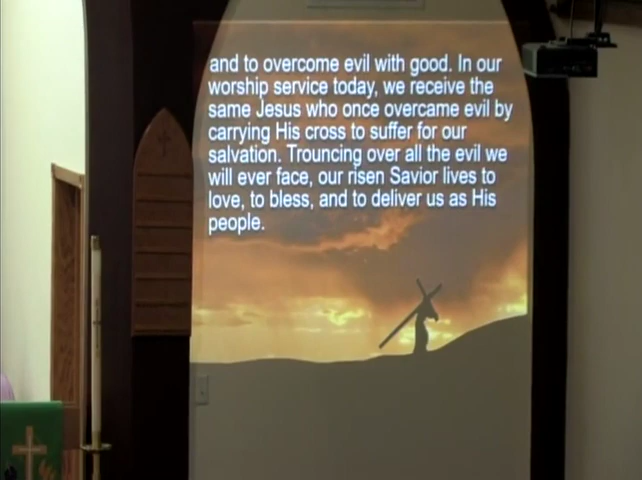 and to overcome evil with good. In our
worship service today, we receive the
same Jesus who once overcame evil by
carrying His cross to suffer for our
salvation. Trouncing over all the evil we
will ever face, our risen Savior lives to
love, to bless, and to deliver us as His
people.